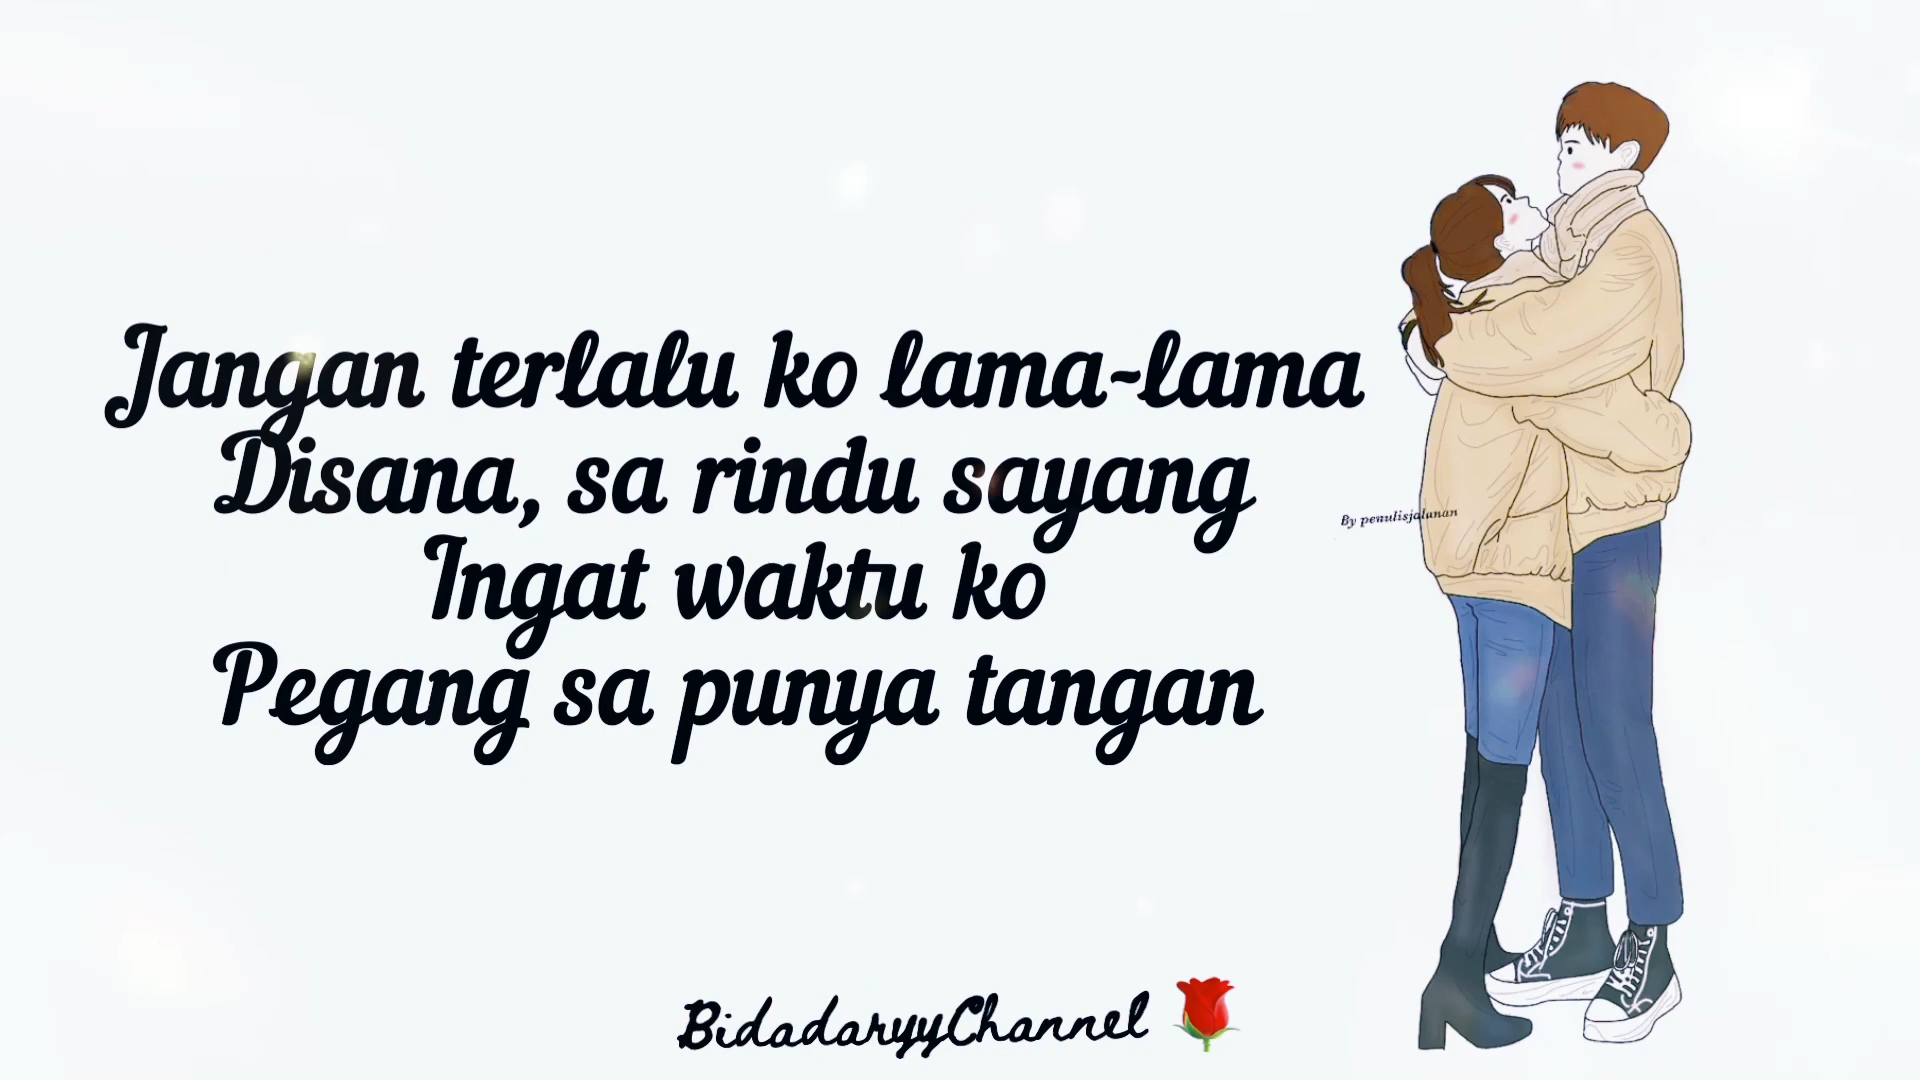 Jangan terlalu ko lama-lama
Disana, sa rindu sayang
Ingat waktu ko
Pegang sa punya tangan
By penulisjalanan
BidadaryyChannel